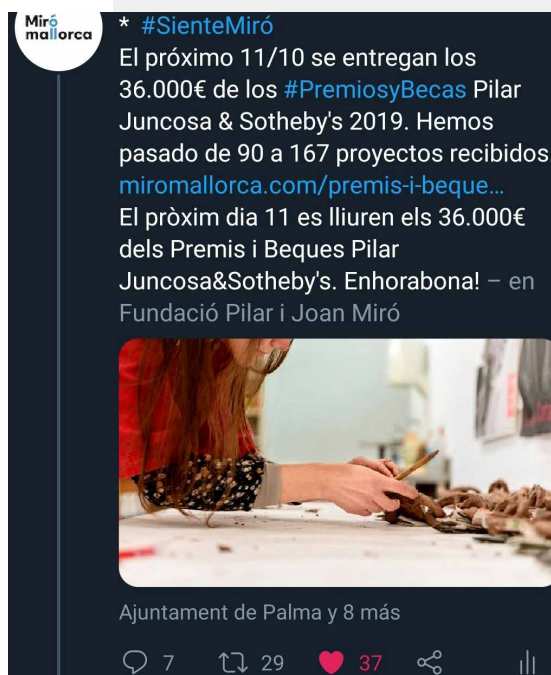 Miró
mallorca
* #SienteMiró
El próximo 11/10 se entregan los
36.000€ de los #PremiosyBecas Pilar
Juncosa & Sotheby's 2019. Hemos
pasado de 90 a 167 proyectos recibidos
miromallorca.com/premis-i-beque...
El pròxim dia 11 es lliuren els 36.000€
dels Premis i Beques Pilar
Juncosa&Sotheby's. Enhorabona! – en
Fundació Pilar i Joan Miró
Ajuntament de Palma y 8 más
7 29 37